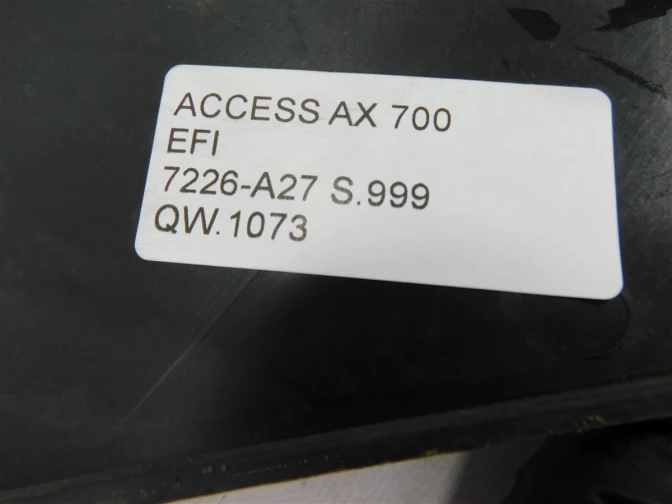 ACCESS AX 700
EFI
7226-A27 S.999
QW.1073